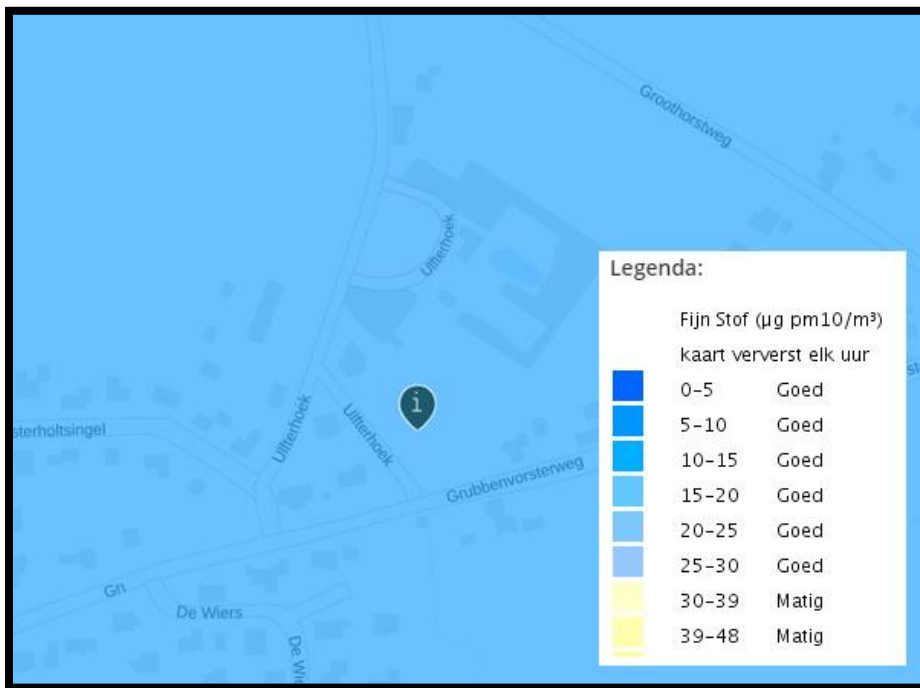 Groothorstweg
Ulfterhoek
Legenda:
Fijn Stof (µg pm10/m³)
kaart ververst elk uur
0-5 Goed
5-10 Goed
10-15 Goed
15-20 Goed
20-25 Goed
25-30 Goed
30-39 Matig
39-48 Matig
i
sterholtsingel
Ulfterhoek
Ulfterhoek
Grubbenvorsterweg
Gn
De Wiers
De Wie